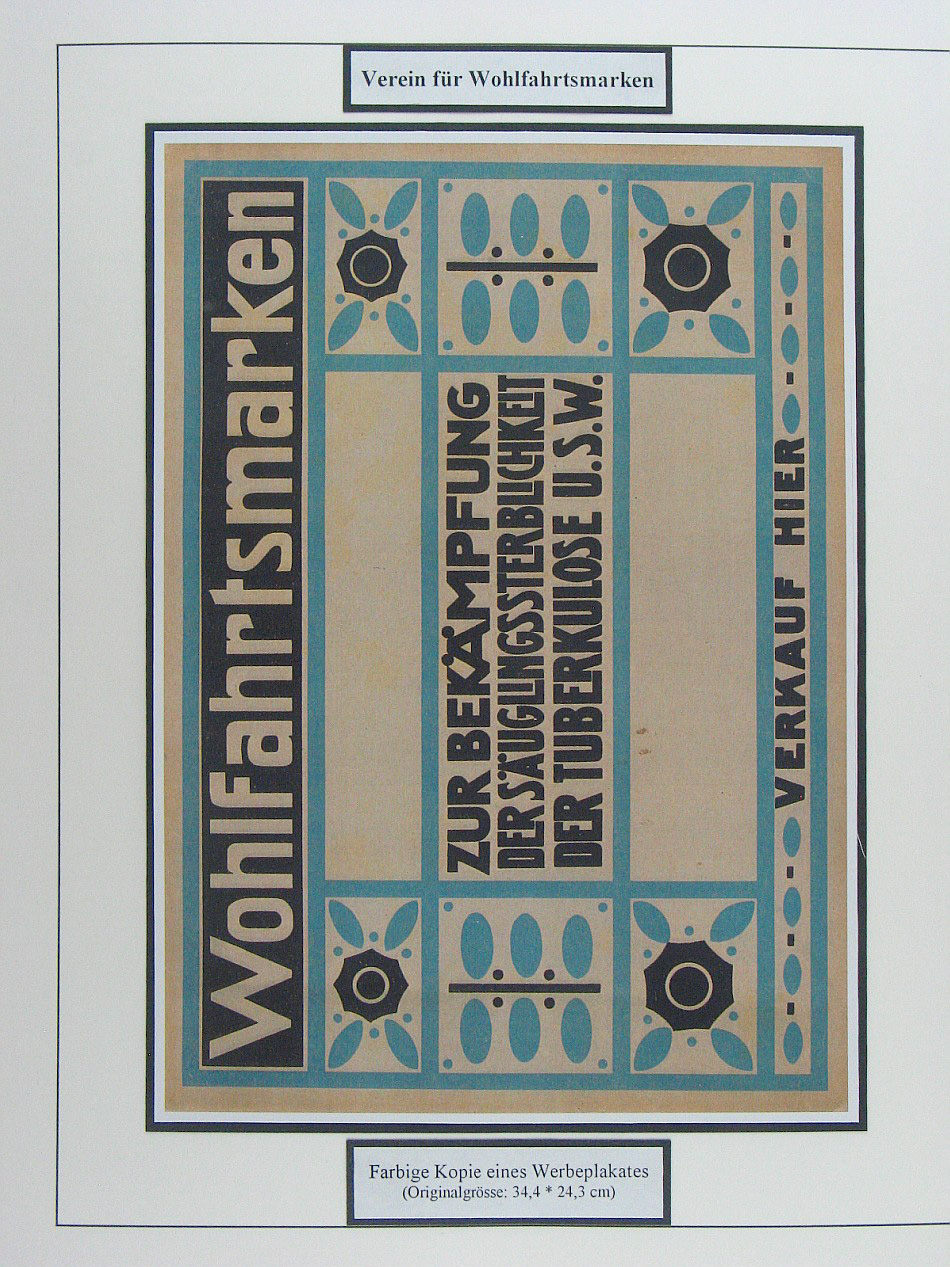 Verein für Wohlfahrtsmarken
Wohlfahrtsmarken
ZUR BEKÄMPFUNG
DER SÄUGLINGSSTERBLICHKEIT
DER TUBERKULOSE U.S.W.
VERKAUF HIER
Farbige Kopie eines Werbeplakates
(Originalgrösse: 34,4 * 24,3 cm)